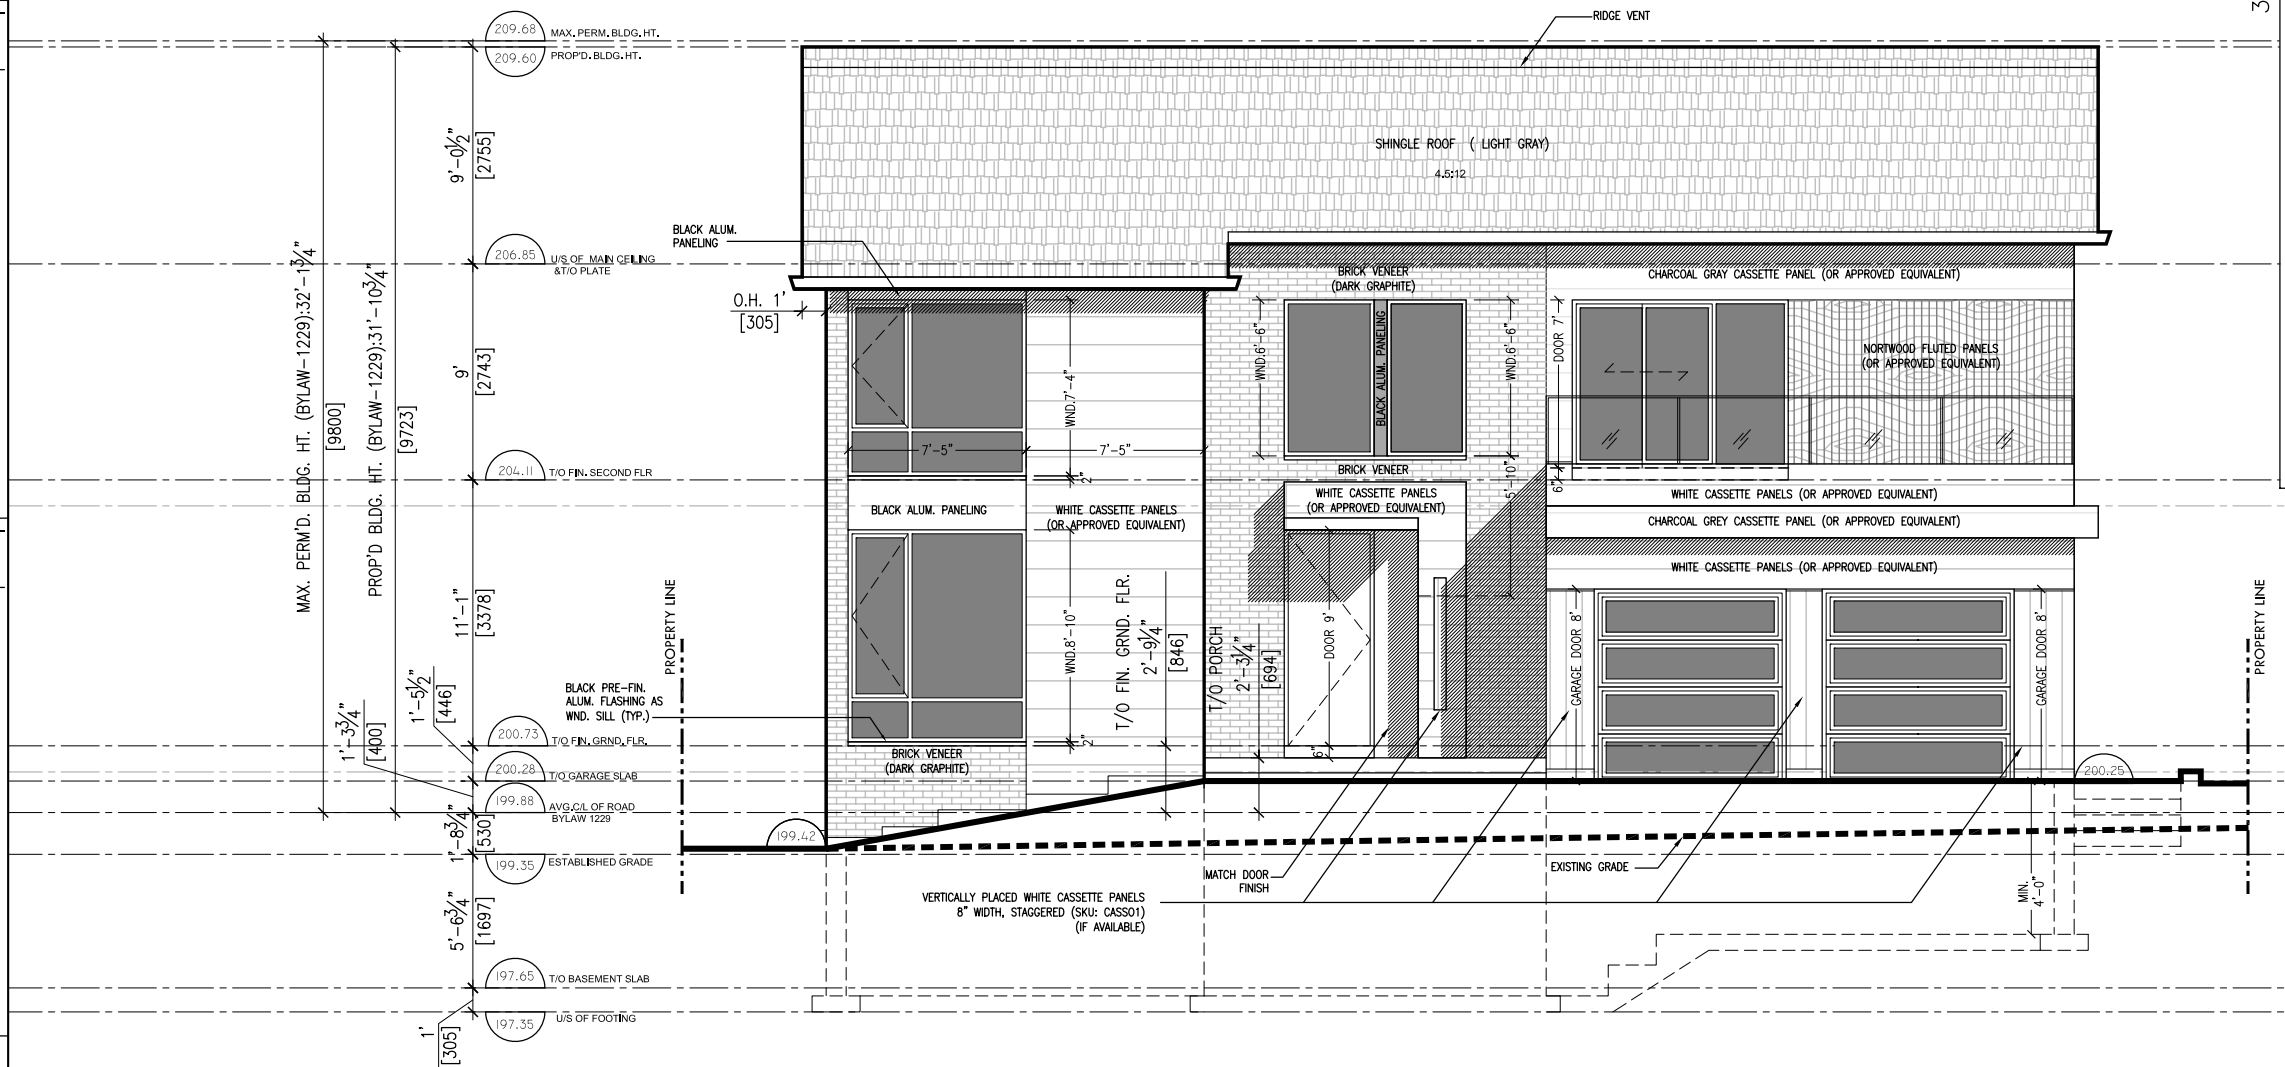 RIDGE VENT
3
209.68 MAX. PERM. BLDG. HT.
209.60 PROP'D. BLDG. HT.
SHINGLE ROOF ( LIGHT GRAY)
4.5:12
9'-0½"
[2755]
BLACK ALUM.
PANELING
206.85 U/S OF MAIN CEILING
&T/O PLATE
O.H. 1'
[305]
BRICK VENEER
(DARK GRAPHITE)
CHARCOAL GRAY CASSETTE PANEL (OR APPROVED EQUIVALENT)
MAX. PERM'D. BLDG. HT. (BYLAW-1229):32'-1¾"
[9800]
PROP'D BLDG. HT. (BYLAW-1229):31'-10¾"
[9723]
9'
[2743]
WND.7'-4"
WND.6'-6"
BLACK ALUM. PANELING
WND.6'-6"
DOOR 7'-
NORTWOOD FLUTED PANELS
(OR APPROVED EQUIVALENT)
7'-5"
7'-5"
204.11 T/O FIN. SECOND FLR
2"
BRICK VENEER
5'-10"
6"
WHITE CASSETTE PANELS
(OR APPROVED EQUIVALENT)
WHITE CASSETTE PANELS (OR APPROVED EQUIVALENT)
BLACK ALUM. PANELING
WHITE CASSETTE PANELS
(OR APPROVED EQUIVALENT)
CHARCOAL GREY CASSETTE PANEL (OR APPROVED EQUIVALENT)
WHITE CASSETTE PANELS (OR APPROVED EQUIVALENT)
11'-1"
[3378]
PROPERTY LINE
WND.8'-10"
T/O FIN. GRND. FLR.
2'-9¼"
[846]
T/O PORCH
2'-3¼"
[694]
DOOR 9'
GARAGE DOOR 8'
GARAGE DOOR 8'
PROPERTY LINE
1'-5½"
[446]
1'-3¾"
[400]
BLACK PRE-FIN.
ALUM. FLASHING AS
WND. SILL (TYP.)
200.73 T/O FIN. GRND. FLR.
2"
6"
BRICK VENEER
(DARK GRAPHITE)
200.28 T/O GARAGE SLAB
200.25
199.88 AVG.C/L OF ROAD
BYLAW 1229
1'-8¾"
[530]
199.42
199.35 ESTABLISHED GRADE
EXISTING GRADE
MATCH DOOR
FINISH
VERTICALLY PLACED WHITE CASSETTE PANELS
8" WIDTH, STAGGERED (SKU: CASSO1)
(IF AVAILABLE)
MIN.
4'-0"
5'-6¾"
[1697]
197.65 T/O BASEMENT SLAB
197.35 U/S OF FOOTING
1'
[305]